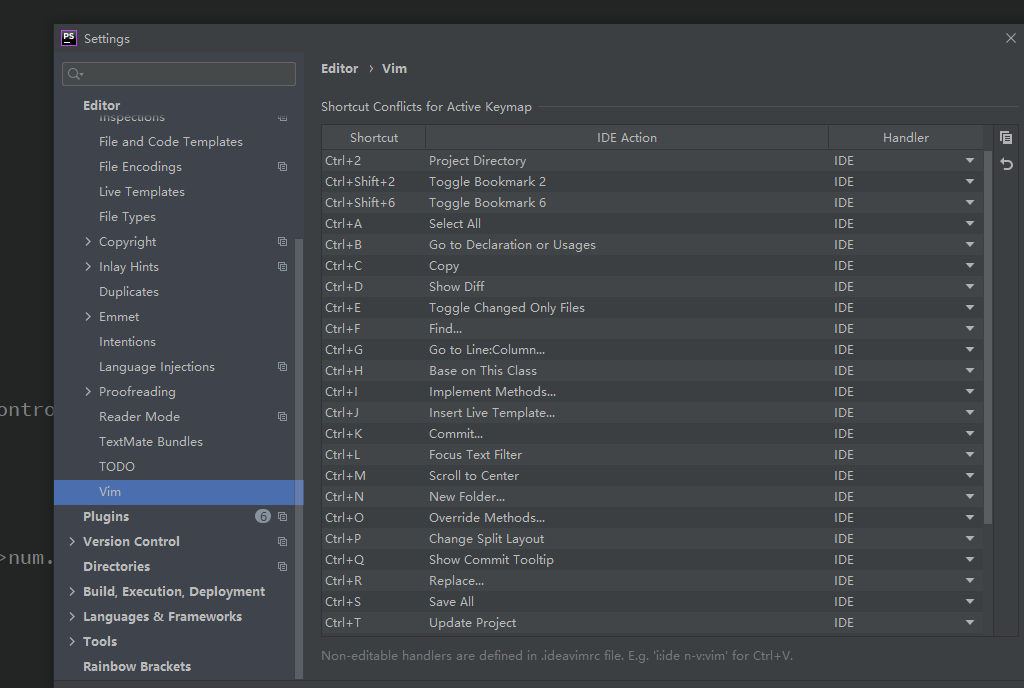 PS Settings
Editor
Inspections
File and Code Templates
File Encodings
Live Templates
File Types
Copyright
Inlay Hints
Duplicates
Emmet
Intentions
Language Injections
Proofreading
Reader Mode
TextMate Bundles
TODO
Vim
Plugins 6
Version Control
Directories
Build, Execution, Deployment
Languages & Frameworks
Tools
Rainbow Brackets
ontro
>num.
Editor › Vim
Shortcut Conflicts for Active Keymap
Shortcut IDE Action Handler
Ctrl+2 Project Directory IDE
Ctrl+Shift+2 Toggle Bookmark 2 IDE
Ctrl+Shift+6 Toggle Bookmark 6 IDE
Ctrl+A Select All IDE
Ctrl+B Go to Declaration or Usages IDE
Ctrl+C Copy IDE
Ctrl+D Show Diff IDE
Ctrl+E Toggle Changed Only Files IDE
Ctrl+F Find... IDE
Ctrl+G Go to Line:Column... IDE
Ctrl+H Base on This Class IDE
Ctrl+I Implement Methods... IDE
Ctrl+J Insert Live Template... IDE
Ctrl+K Commit... IDE
Ctrl+L Focus Text Filter IDE
Ctrl+M Scroll to Center IDE
Ctrl+N New Folder... IDE
Ctrl+O Override Methods... IDE
Ctrl+P Change Split Layout IDE
Ctrl+Q Show Commit Tooltip IDE
Ctrl+R Replace... IDE
Ctrl+S Save All IDE
Ctrl+T Update Project IDE
Non-editable handlers are defined in .ideavimrc file. E.g. 'i:ide n-v:vim' for Ctrl+V.